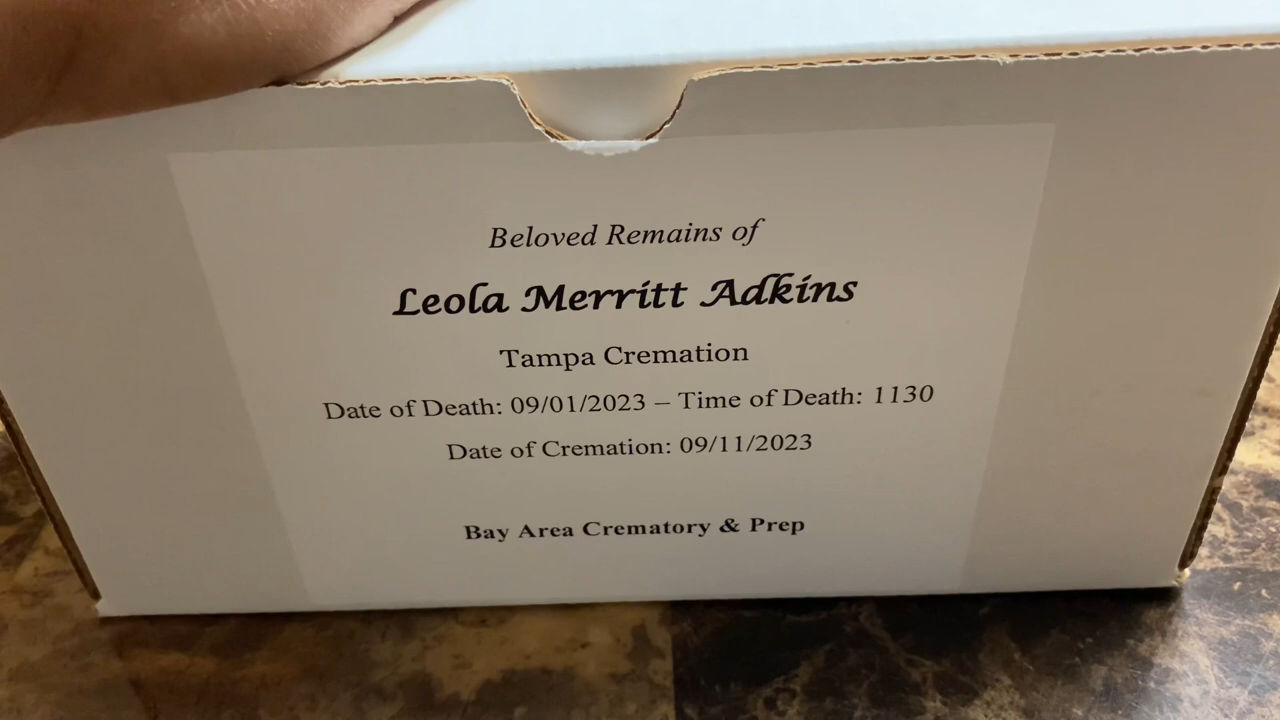 Beloved Remains of
Leola Merritt Adkins
Tampa Cremation
Date of Death: 09/01/2023 – Time of Death: 1130
Date of Cremation: 09/11/2023
Bay Area Crematory & Prep